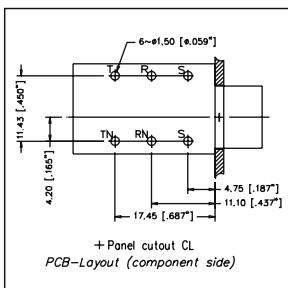 6~ø1,50 [ø.059"]
T R S
11.43 [.450"]
4.20 [.165"]
TN RN S
4.75 [.187"]
11.10 [.437"]
17.45 [.687"]
+ Panel cutout CL
PCB-Layout (component side)